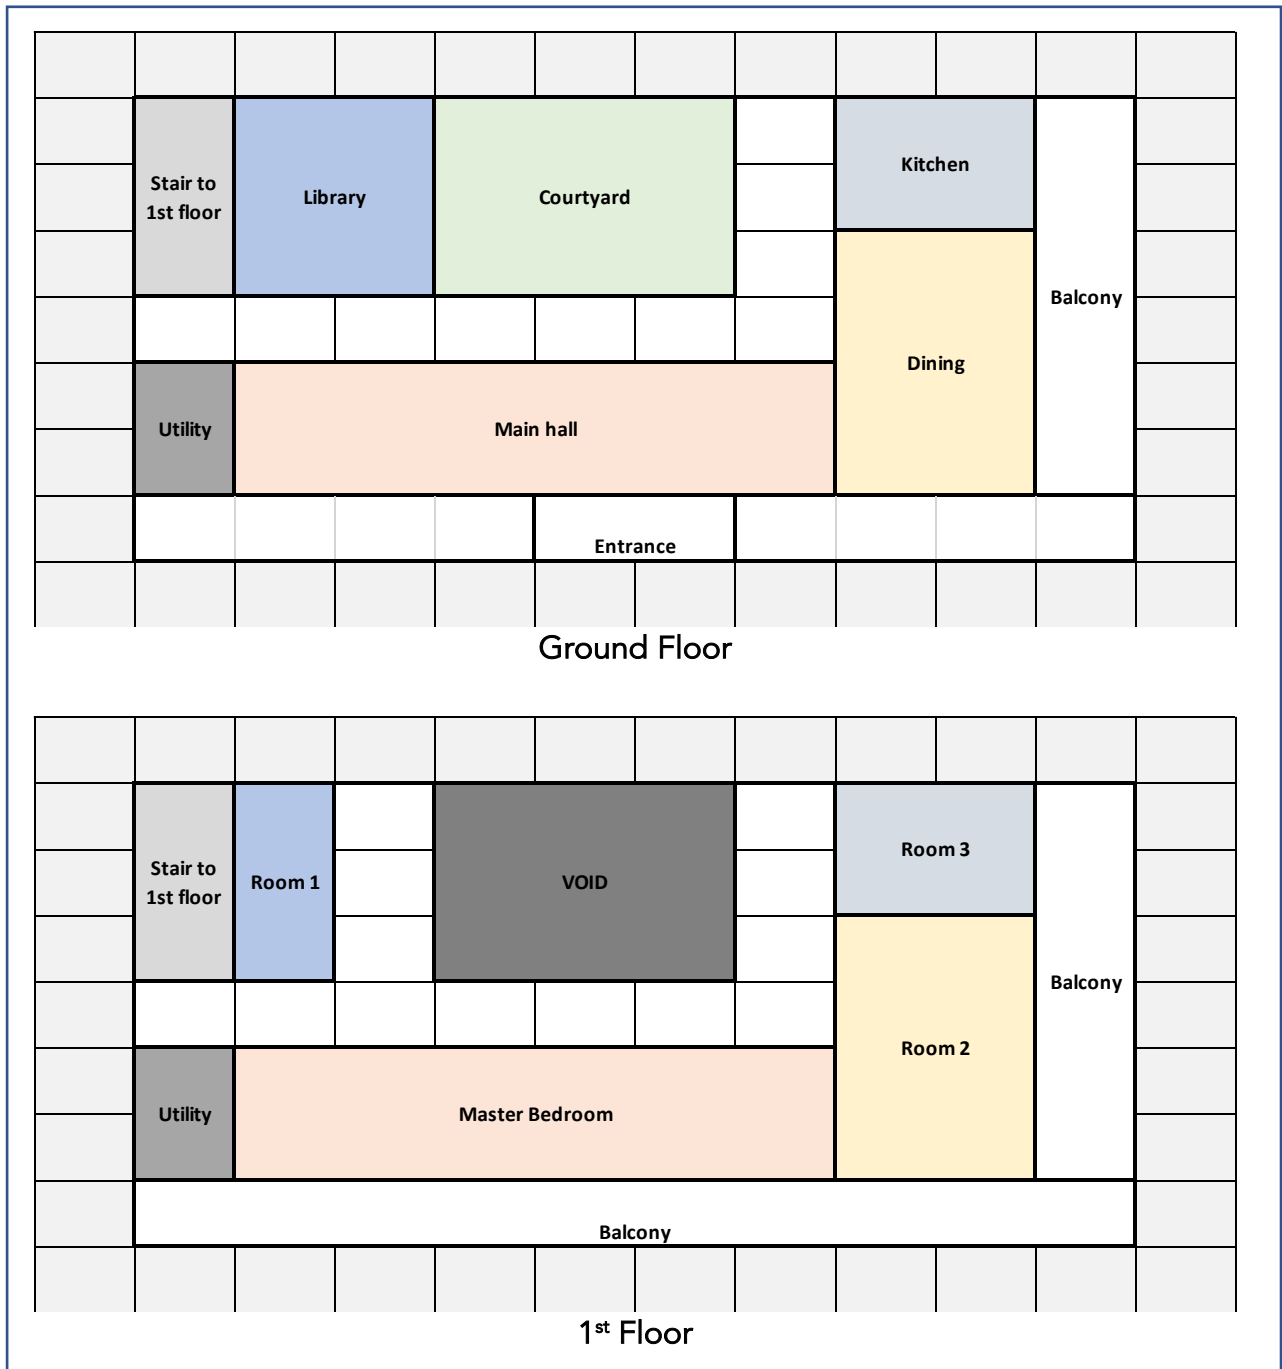 Stair to
1st floor
Library
Courtyard
Kitchen
Balcony
Dining
Utility
Main hall
Entrance
Ground Floor
Stair to
1st floor
Room 1
VOID
Room 3
Balcony
Room 2
Utility
Master Bedroom
Balcony
1st Floor